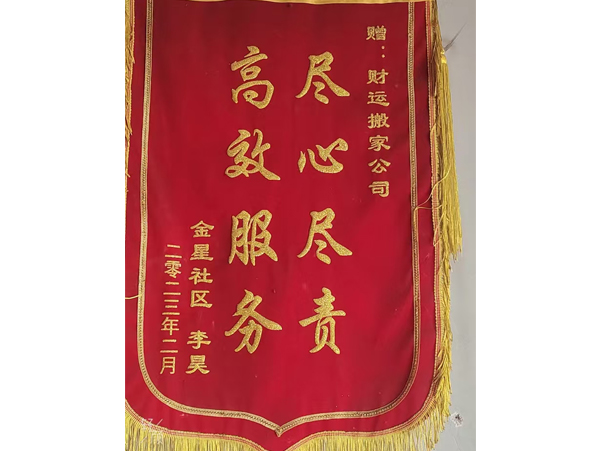 赠：财运搬家公司
尽心尽责
高效服务
金星社区 李昊
二零二三年二月